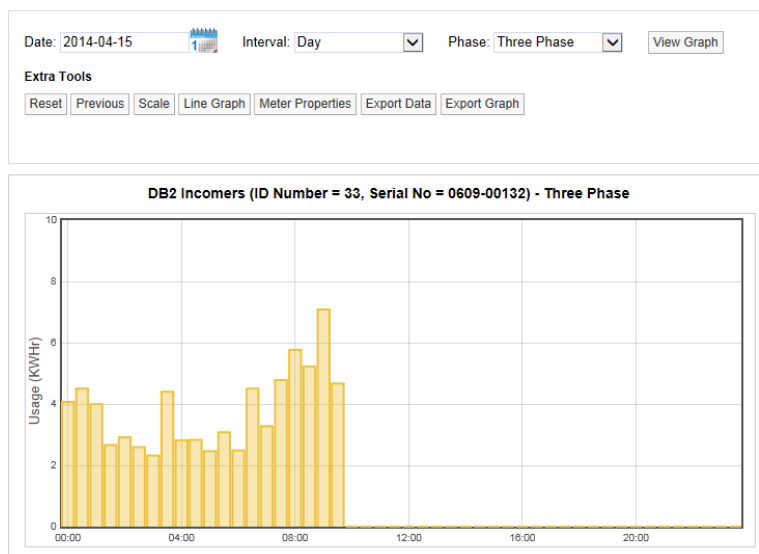 Date: 2014-04-15 1 Interval: Day Phase: Three Phase View Graph
Extra Tools
Reset Previous Scale Line Graph Meter Properties Export Data Export Graph
DB2 Incomers (ID Number = 33, Serial No = 0609-00132) - Three Phase
10
8
6
4
2
0
Usage (KWHr)
00:00 04:00 08:00 12:00 16:00 20:00